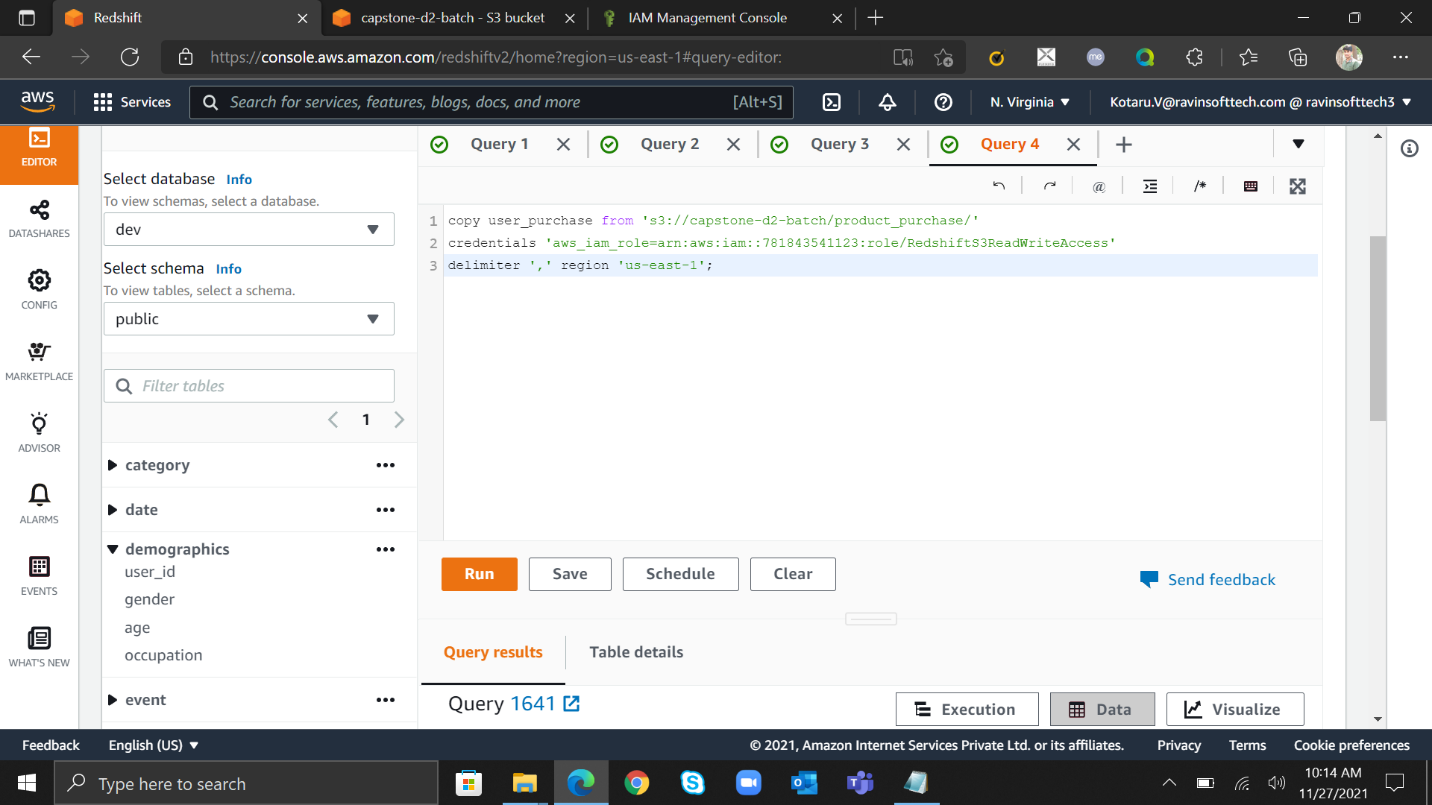 Redshift
capstone-d2-batch - S3 bucket
IAM Management Console
https://console.aws.amazon.com/redshiftv2/home?region=us-east-1#query-editor:
me
aws
Services
Search for services, features, blogs, docs, and more
[Alt+S]
N. Virginia
Kotaru.V@ravinsofttech.com @ ravinsofttech3
EDITOR
DATASHARES
CONFIG
MARKETPLACE
ADVISOR
ALARMS
EVENTS
WHAT'S NEW
Select database Info
To view schemas, select a database.
dev
Select schema Info
To view tables, select a schema.
public
Filter tables
1
category
date
demographics
user_id
gender
age
occupation
event
Query 1
Query 2
Query 3
Query 4
@
/*
1 copy user_purchase from 's3://capstone-d2-batch/product_purchase/'
2 credentials 'aws_iam_role=arn:aws:iam::781843541123:role/RedshiftS3ReadWriteAccess'
3 delimiter ',' region 'us-east-1';
Run
Save
Schedule
Clear
Send feedback
Query results
Table details
Query 1641
Execution
Data
Visualize
Feedback
English (US)
© 2021, Amazon Internet Services Private Ltd. or its affiliates.
Privacy
Terms
Cookie preferences
Type here to search
10:14 AM
11/27/2021